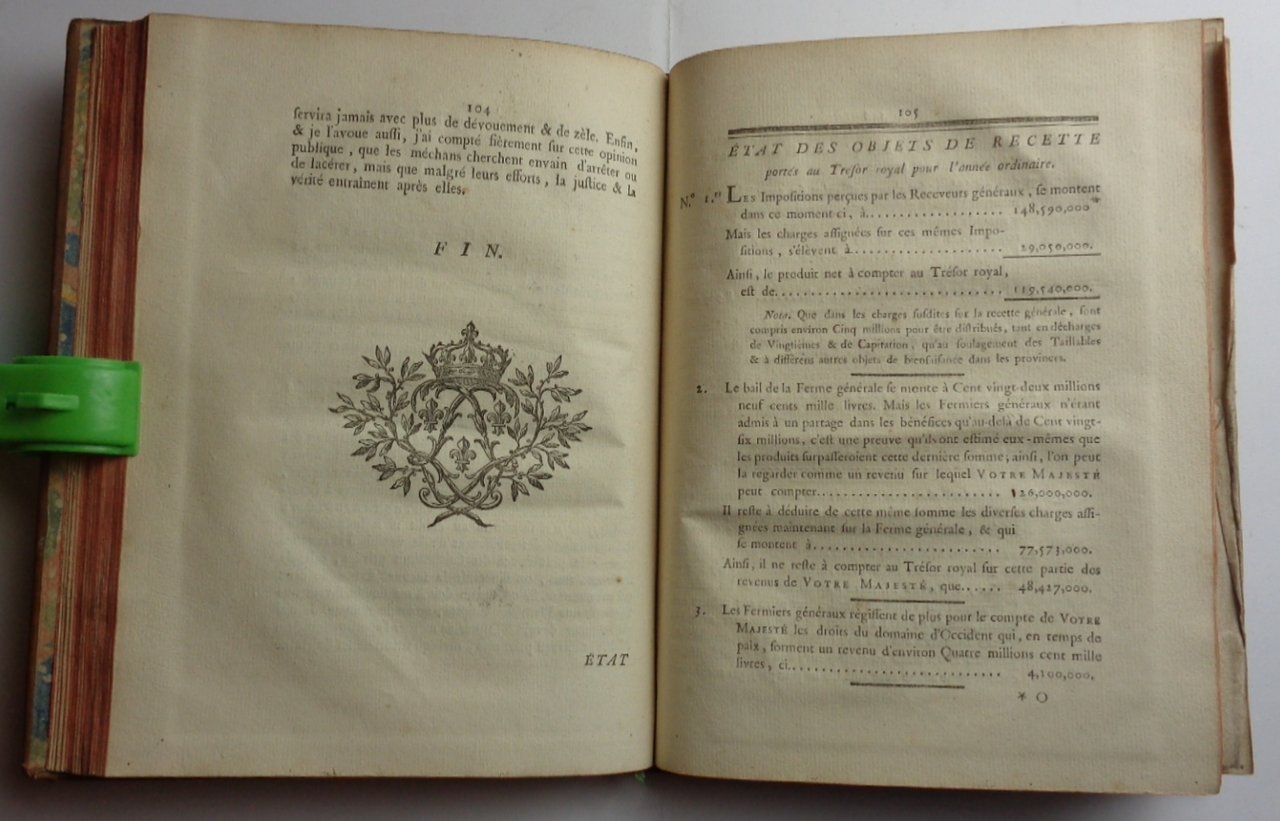 104
ſervira jamais avec plus de dévouement & de zèle. Enfin,
& je l'avoue auſſi, j'ai compté fièrement ſur cette opinion
publique, que les méchans cherchent envain d'arrêter ou
de lacérer, mais que malgré leurs efforts, la juſtice & la
vérité entraînent après elles.
FIN.
ÉTAT
105
ÉTAT DES OBJETS DE RECETTE
portés au Tréſor royal pour l'année ordinaire.
N.º 1.er LES Impoſitions perçues par les Receveurs généraux, ſe montent
dans ce moment ci, à.................. 148,590,000#
Mais les charges aſſignées ſur ces mêmes Impo-
ſitions, s'élèvent à.................... 29,050,000.
Ainſi, le produit net à compter au Tréſor royal,
eſt de............................. 119,540,000.
Nota. Que dans les charges ſuſdites ſur la recette générale, ſont
compris environ Cinq millions pour être diſtribués, tant en décharges
de Vingtièmes & de Capitation, qu'au ſoulagement des Taillables
& à différens autres objets de bienfaiſance dans les provinces.
2. Le bail de la Ferme générale ſe monte à Cent vingt-deux millions
neuf cents mille livres. Mais les Fermiers généraux n'étant
admis à un partage dans les bénéfices qu'au-delà de Cent vingt-
ſix millions, c'eſt une preuve qu'ils ont eſtimé eux-mêmes que
les produits ſurpaſſeroient cette dernière ſomme; ainſi, l'on peut
la regarder comme un revenu ſur lequel VOTRE MAJESTÉ
peut compter........................ 126,000,000.
Il reſte à déduire de cette même ſomme les diverſes charges aſſi-
gnées maintenant ſur la Ferme générale, & qui
ſe montent à........................ 77,573,000.
Ainſi, il ne reſte à compter au Tréſor royal ſur cette partie des
revenus de VOTRE MAJESTÉ, que...... 48,427,000.
3. Les Fermiers généraux régiſſent de plus pour le compte de VOTRE
MAJESTÉ les droits du domaine d'Occident qui, en temps de
paix, forment un revenu d'environ Quatre millions cent mille
livres, ci........................... 4,100,000.
* O